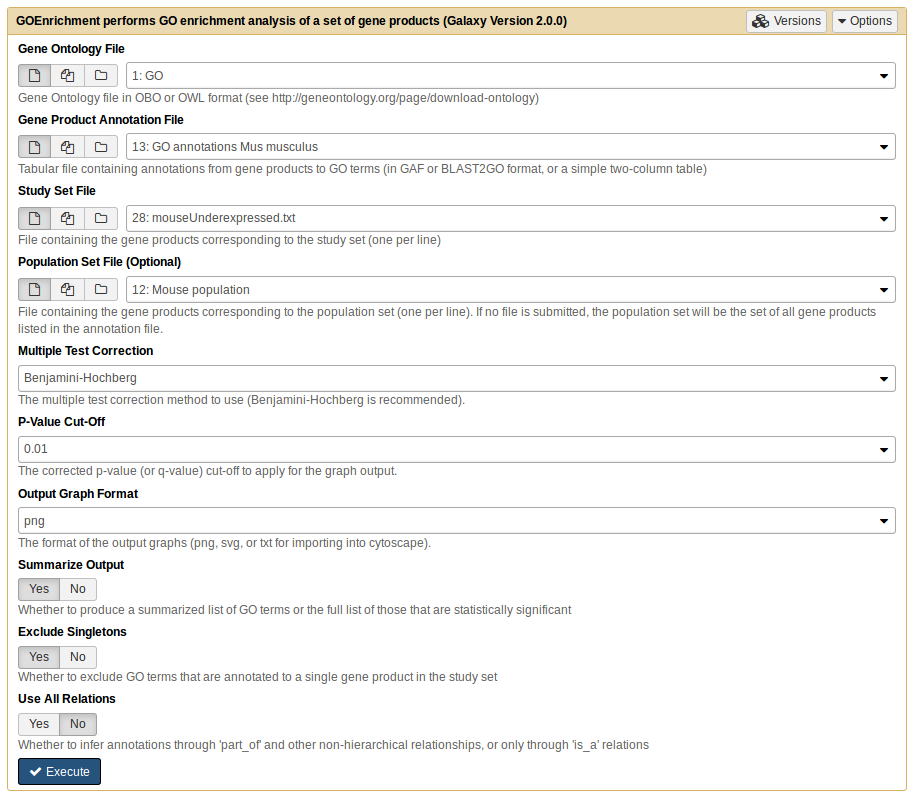 GOEnrichment performs GO enrichment analysis of a set of gene products (Galaxy Version 2.0.0) Versions Options
Gene Ontology File
1: GO
Gene Ontology file in OBO or OWL format (see http://geneontology.org/page/download-ontology)
Gene Product Annotation File
13: GO annotations Mus musculus
Tabular file containing annotations from gene products to GO terms (in GAF or BLAST2GO format, or a simple two-column table)
Study Set File
28: mouseUnderexpressed.txt
File containing the gene products corresponding to the study set (one per line)
Population Set File (Optional)
12: Mouse population
File containing the gene products corresponding to the population set (one per line). If no file is submitted, the population set will be the set of all gene products
listed in the annotation file.
Multiple Test Correction
Benjamini-Hochberg
The multiple test correction method to use (Benjamini-Hochberg is recommended).
P-Value Cut-Off
0.01
The corrected p-value (or q-value) cut-off to apply for the graph output.
Output Graph Format
png
The format of the output graphs (png, svg, or txt for importing into cytoscape).
Summarize Output
Yes No
Whether to produce a summarized list of GO terms or the full list of those that are statistically significant
Exclude Singletons
Yes No
Whether to exclude GO terms that are annotated to a single gene product in the study set
Use All Relations
Yes No
Whether to infer annotations through 'part_of' and other non-hierarchical relationships, or only through 'is_a' relations
Execute